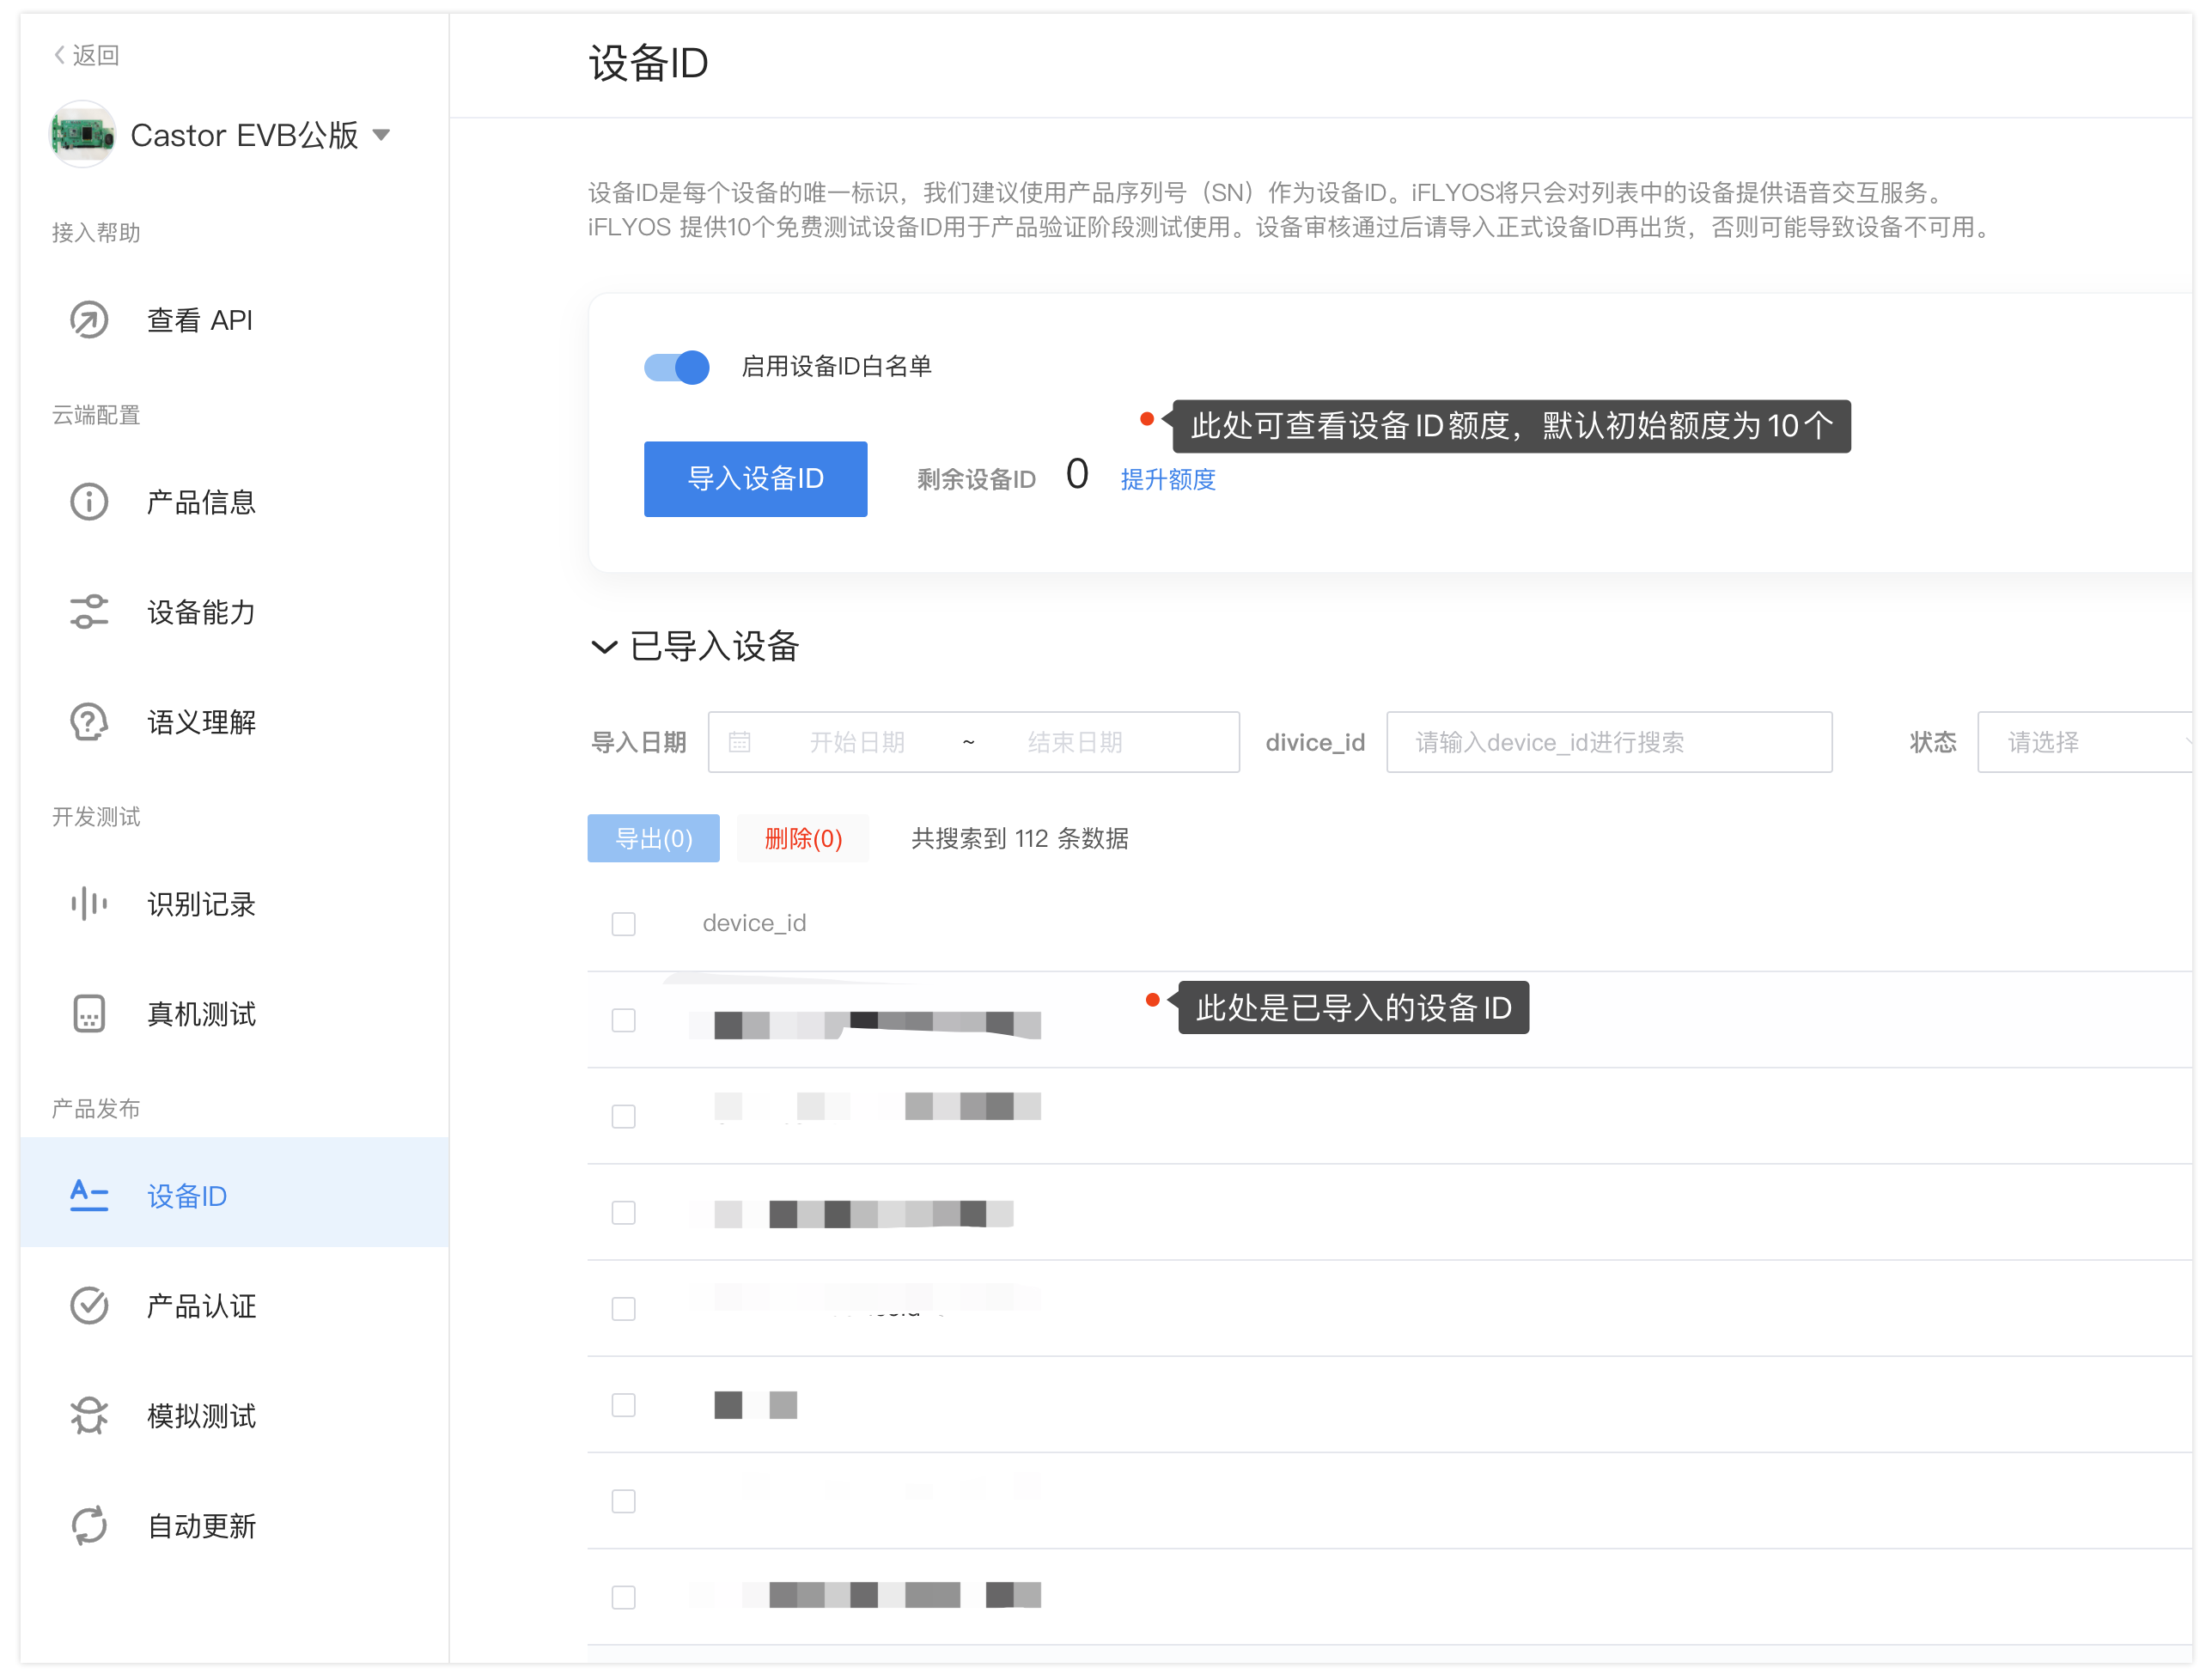 返回
Castor EVB公版
接入帮助
查看 API
云端配置
产品信息
设备能力
语义理解
开发测试
识别记录
真机测试
产品发布
设备ID
产品认证
模拟测试
自动更新
设备ID
设备ID是每个设备的唯一标识，我们建议使用产品序列号（SN）作为设备ID。iFLYOS将只会对列表中的设备提供语音交互服务。
iFLYOS 提供10个免费测试设备ID用于产品验证阶段测试使用。设备审核通过后请导入正式设备ID再出货，否则可能导致设备不可用。
启用设备ID白名单
此处可查看设备ID额度，默认初始额度为10个
导入设备ID 剩余设备ID 0 提升额度
已导入设备
导入日期 开始日期 ~ 结束日期 divice_id 请输入device_id进行搜索 状态 请选择
导出(0) 删除(0) 共搜索到 112 条数据
device_id
此处是已导入的设备ID